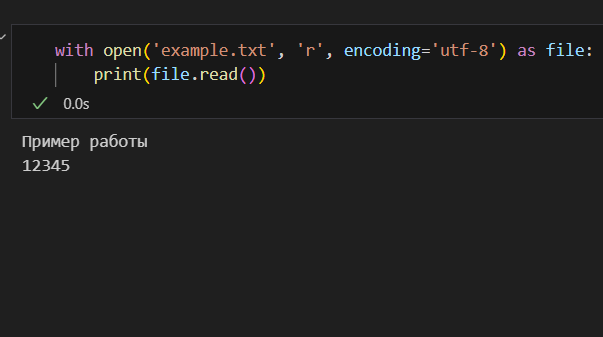 with open('example.txt', 'r', encoding='utf-8') as file:
    print(file.read())
0.0s
Пример работы
12345